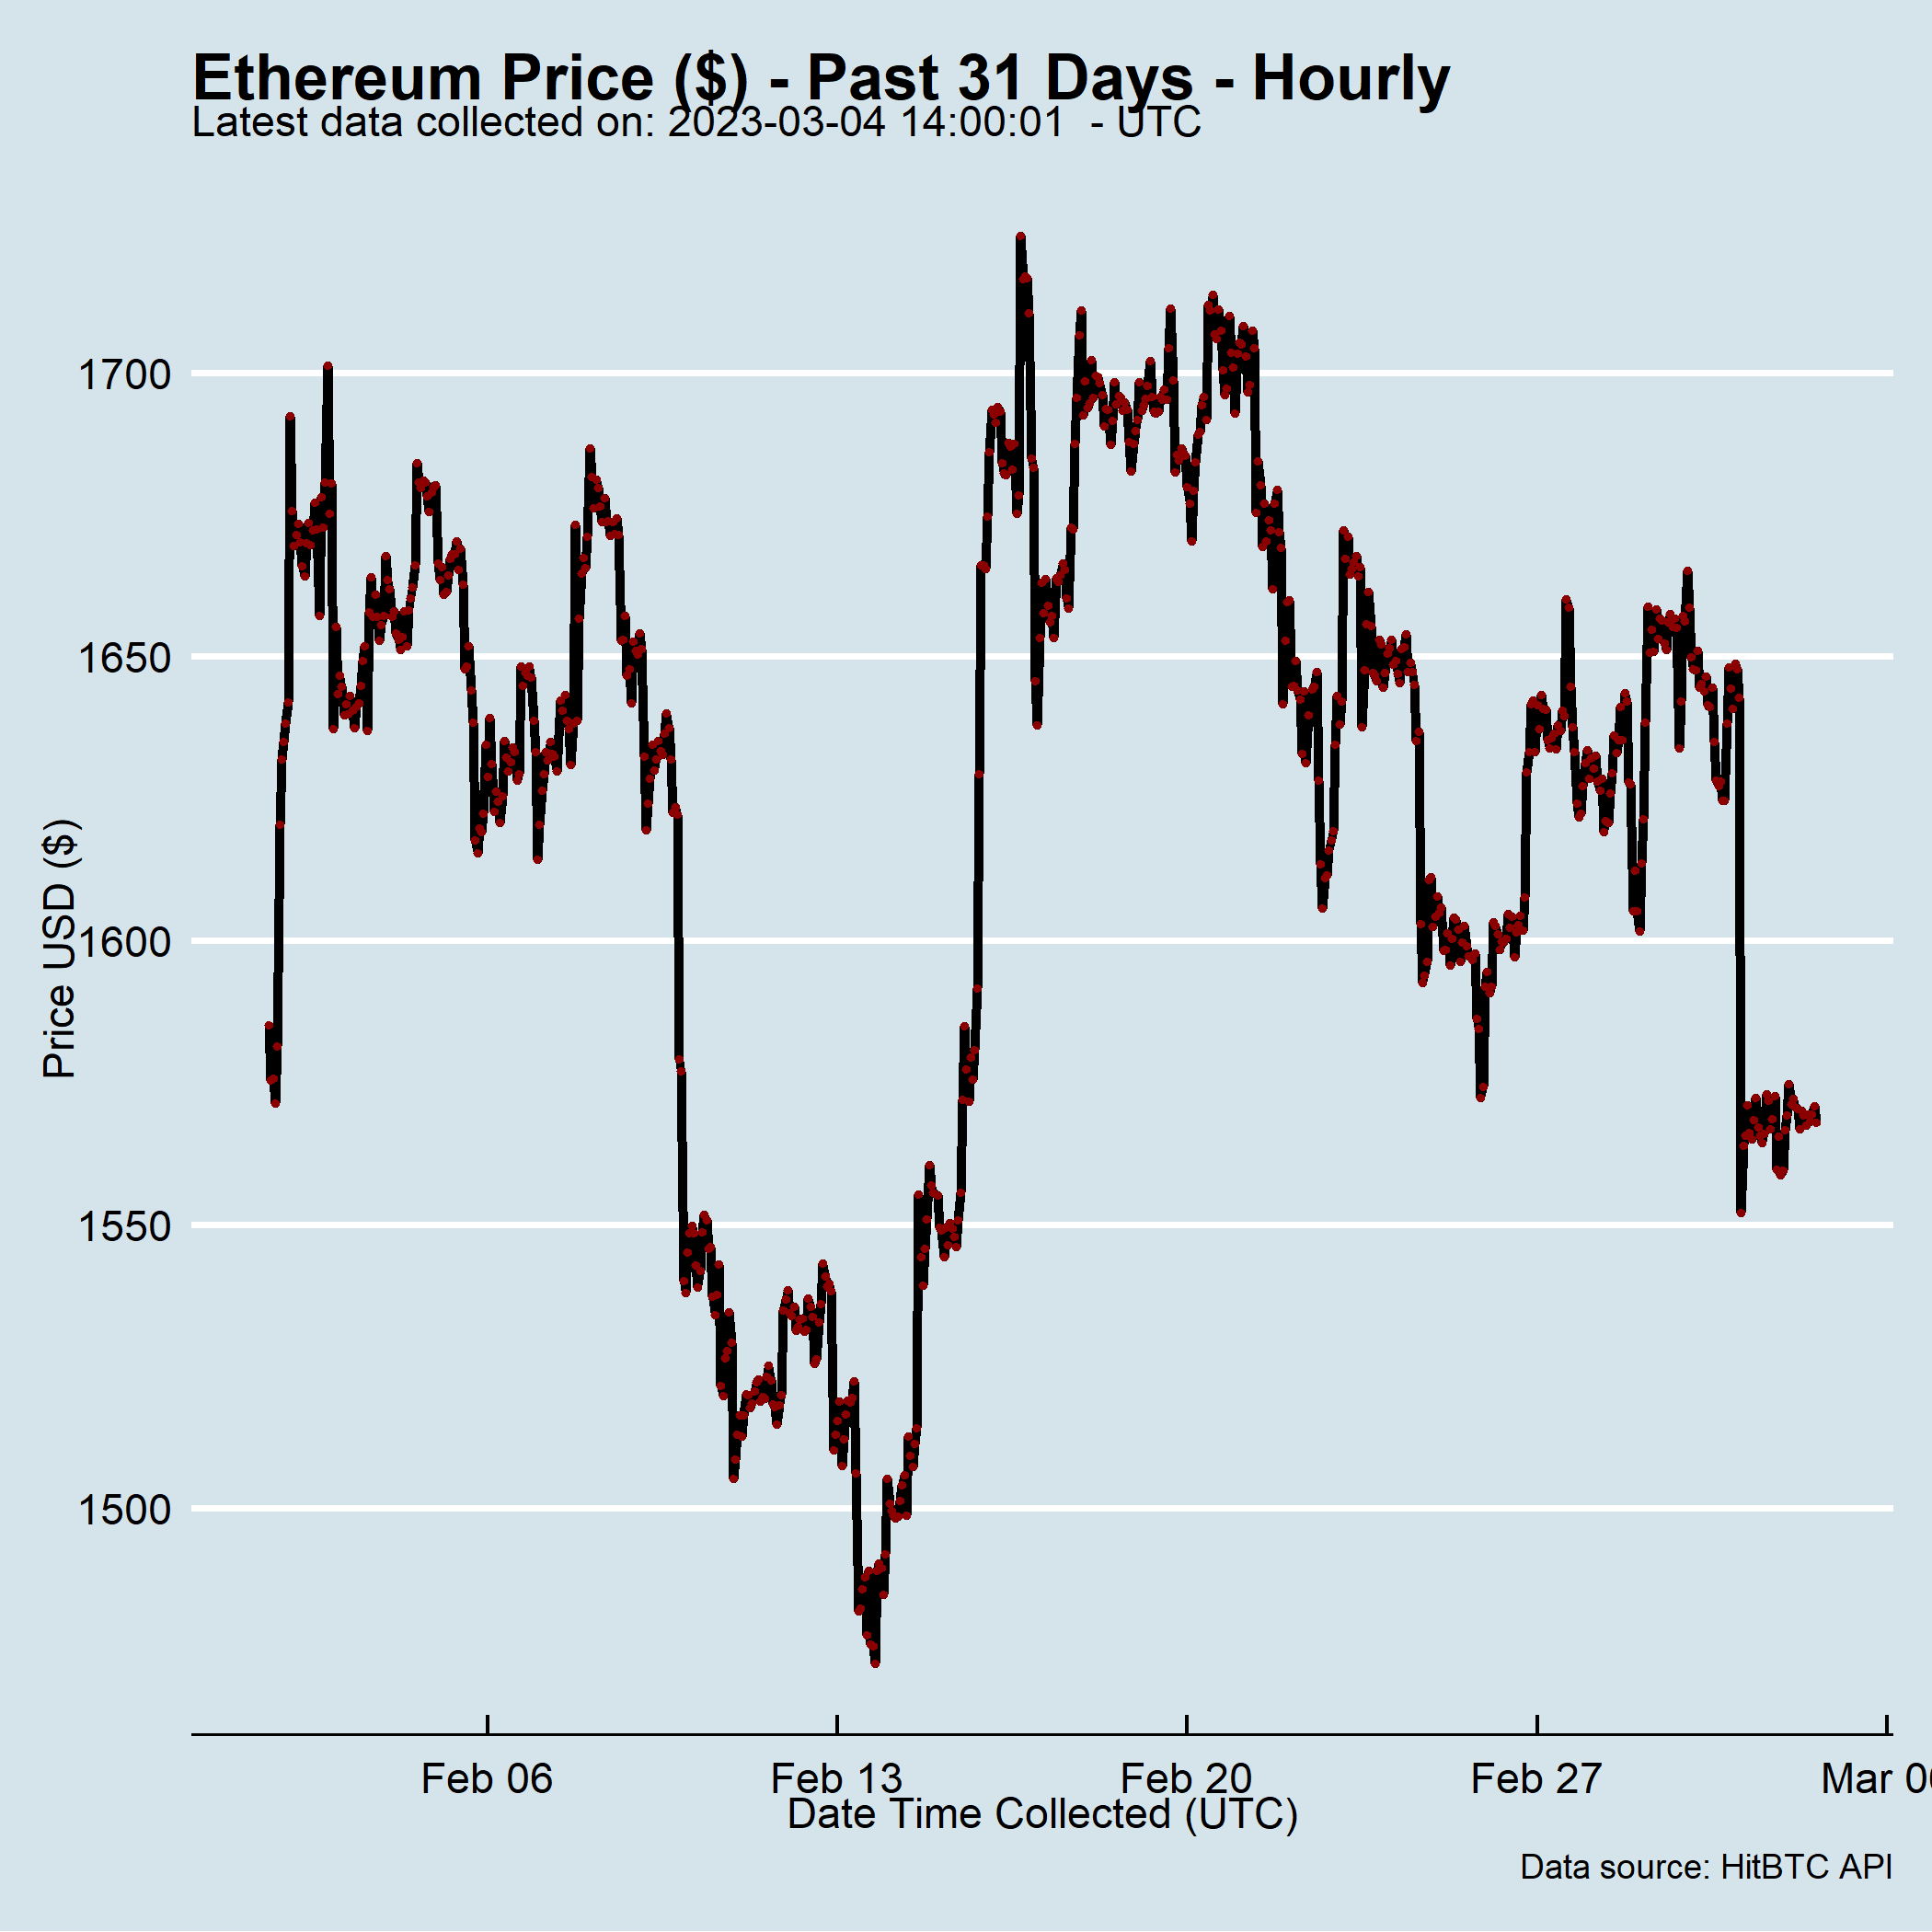 Ethereum Price ($) - Past 31 Days - Hourly
Latest data collected on: 2023-03-04 14:00:01  - UTC
Price USD ($)
1700
1650
1600
1550
1500
Feb 06
Feb 13
Feb 20
Feb 27
Mar 0
Date Time Collected (UTC)
Data source: HitBTC API